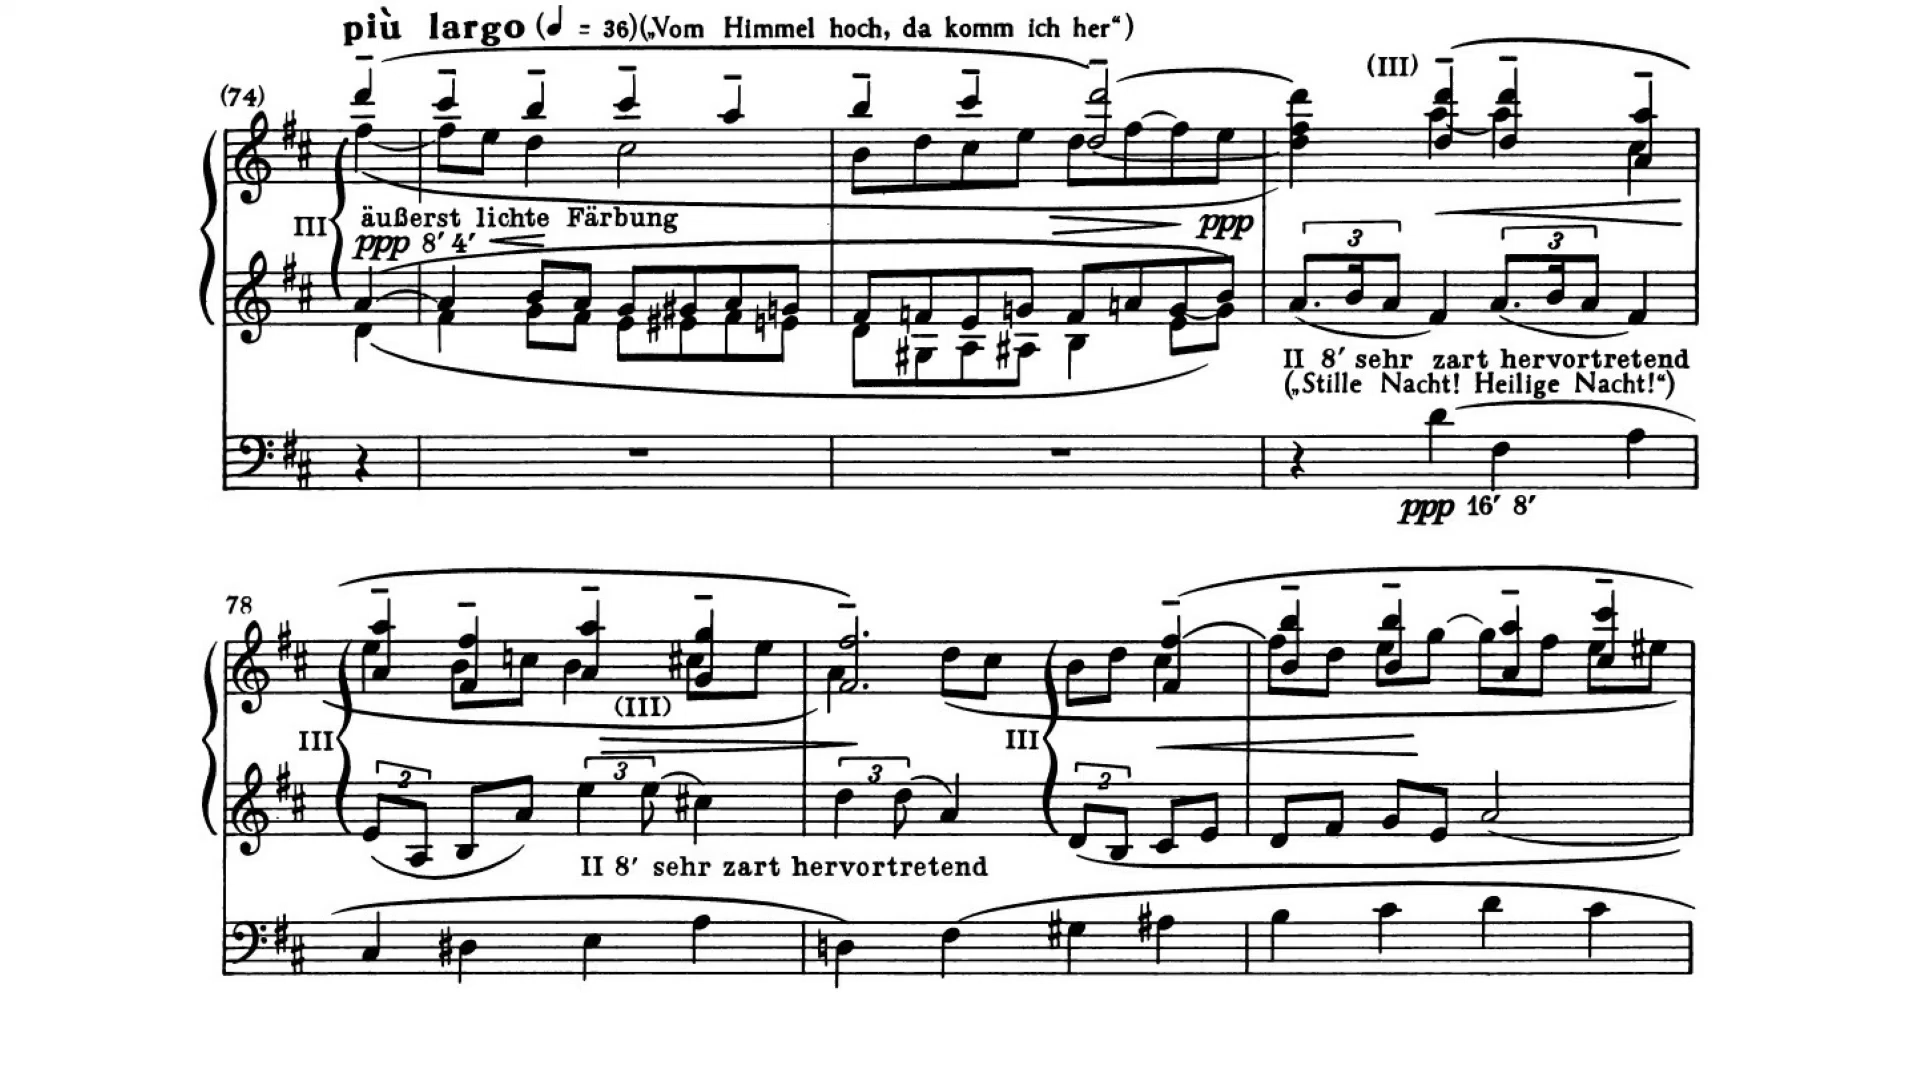 più largo (♩ = 36)(„Vom Himmel hoch, da komm ich her“)
(III)
(74)
III
äußerst lichte Färbung
ppp 8′ 4′
ppp
3
3
II 8′ sehr zart hervortretend
(„Stille Nacht! Heilige Nacht!“)
ppp 16′ 8′
78
(III)
III
III
2
3
3
2
II 8′ sehr zart hervortretend